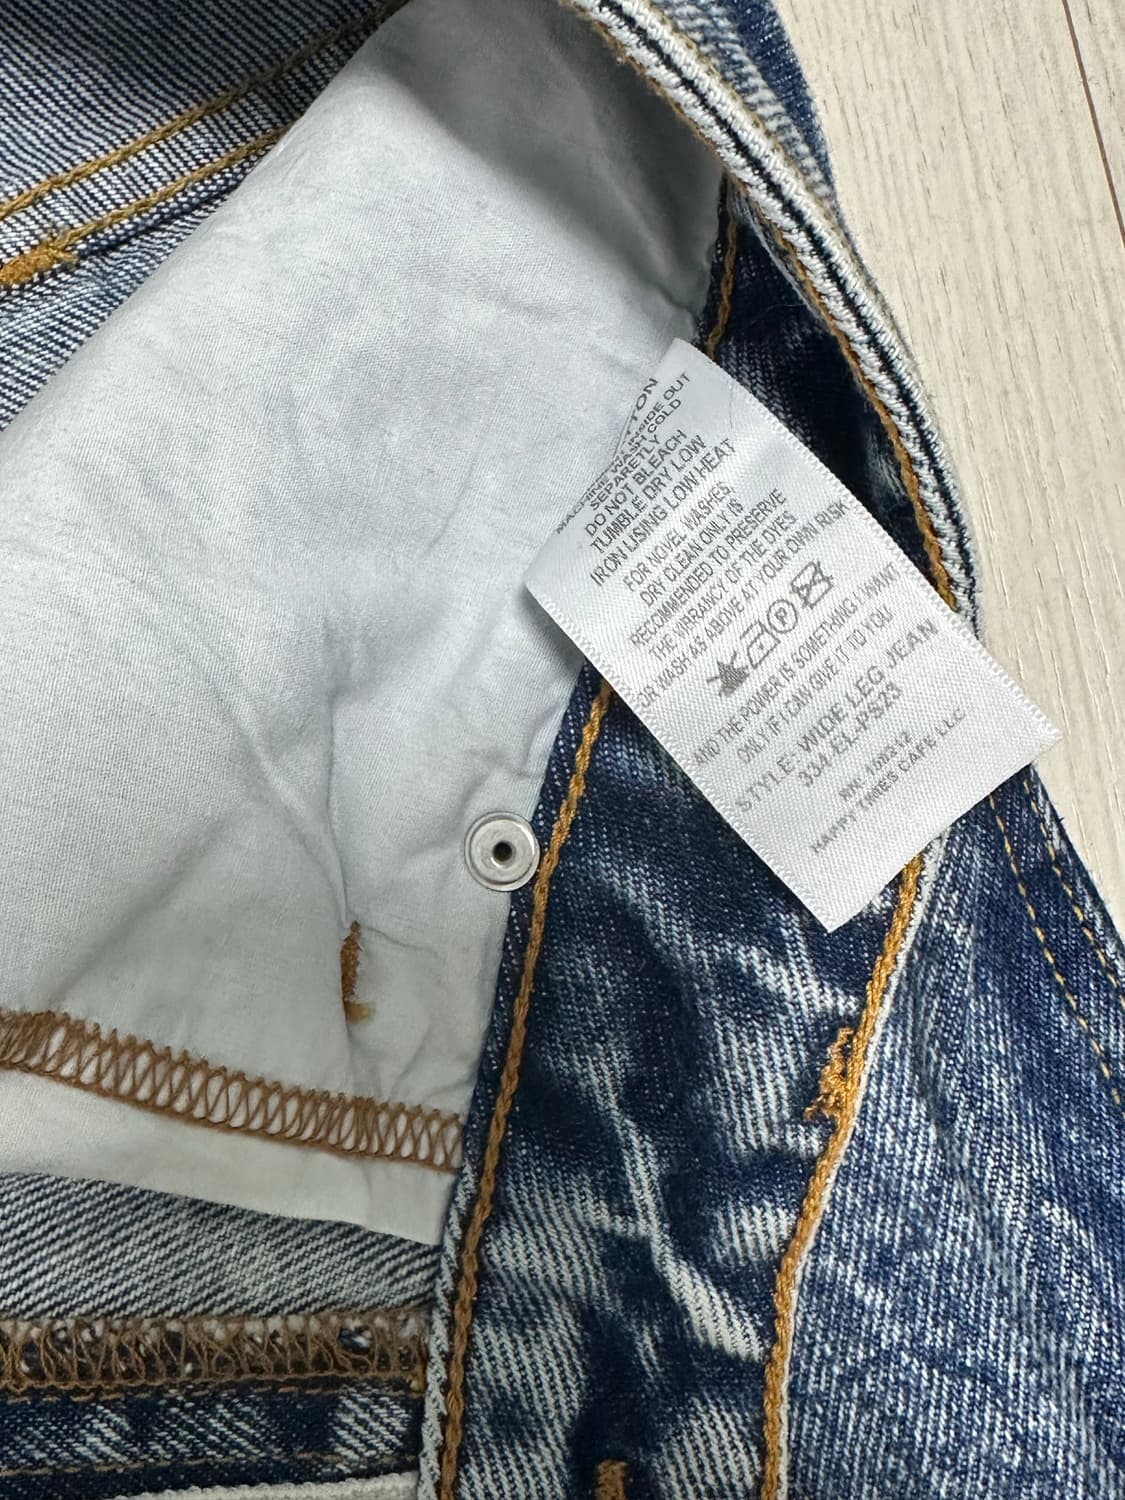 TTON
MACHINE WASH COLD INSIDE OUT
SEPARETLY
DO NOT BLEACH
TUMBLE DRY LOW
IRON USING LOW HEAT
FOR NOVEL WASHES
DRY CLEAN ONLY IS
RECOMMENDED TO PRESERVE
THE WRRANCY OF THE DYES
OR WASH AS ABOVE AT YOUR OWN RISK
P
AND THE POWER IS SOMETHING I WANT
ONLY IF I CAN GIVE IT TO YOU
STYLE: WIDE LEG JEAN
334-EL-PS23
HAPPY TIMES CAFE LLC